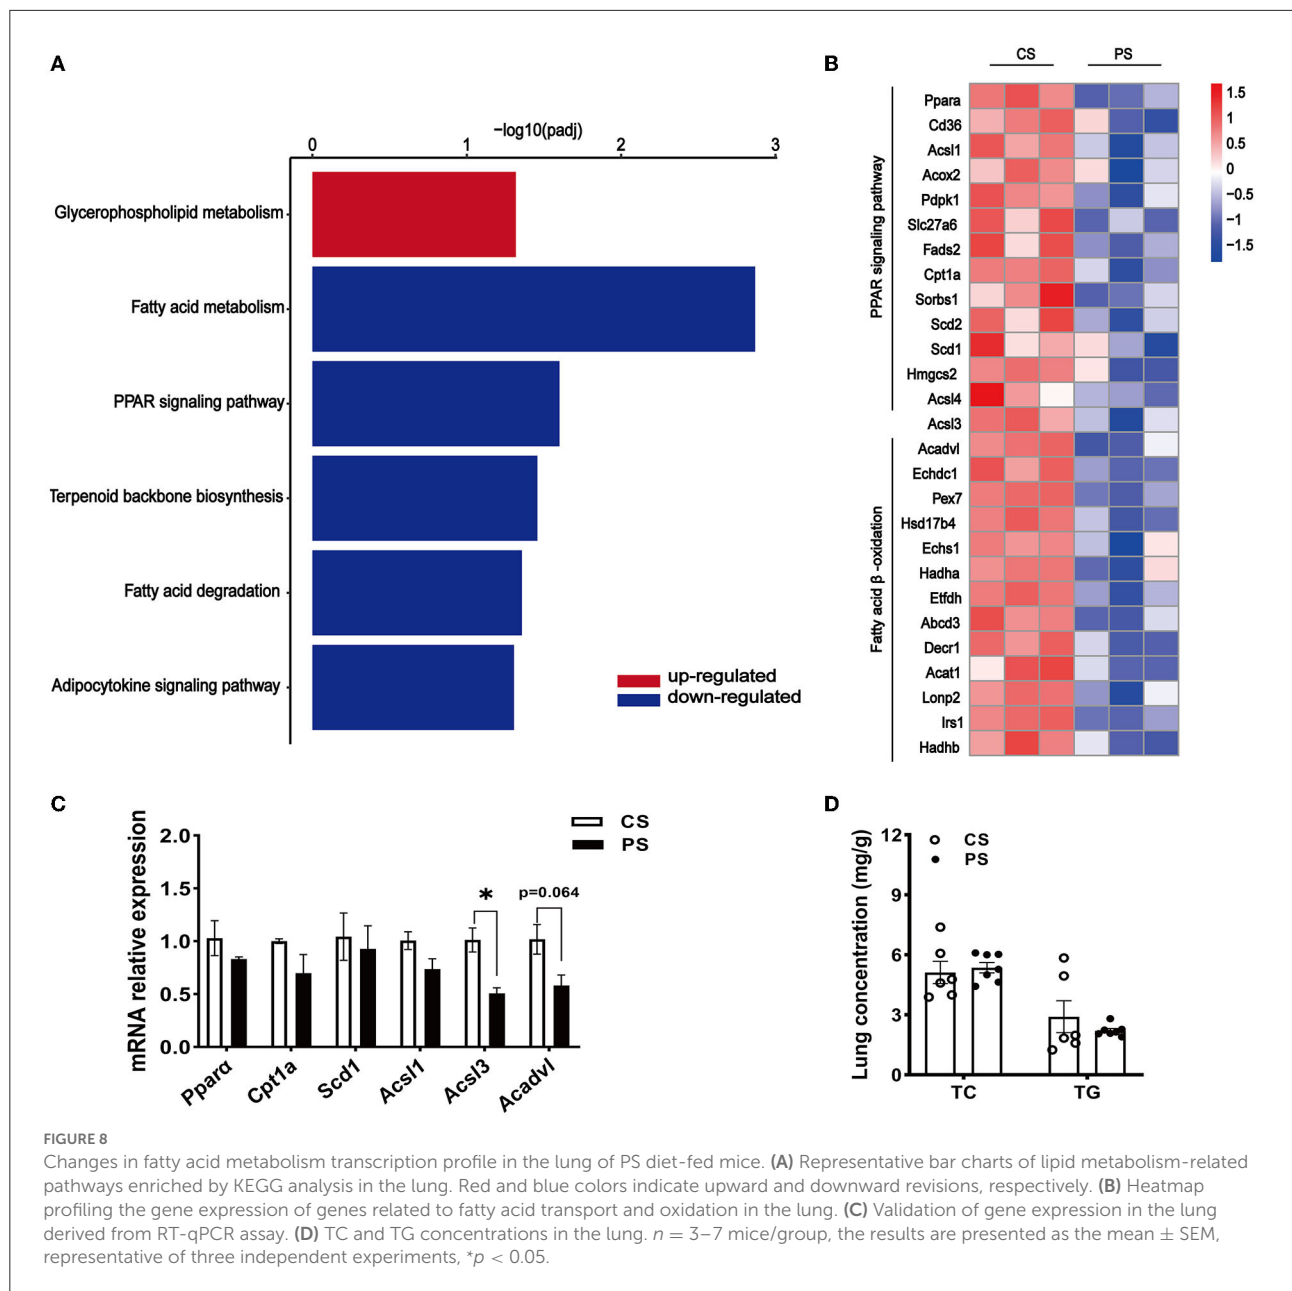 A
−log10(padj)
0 1 2 3
Glycerophospholipid metabolism
Fatty acid metabolism
PPAR signaling pathway
Terpenoid backbone biosynthesis
Fatty acid degradation
Adipocytokine signaling pathway
up-regulated
down-regulated
B
CS PS
PPAR signaling pathway
Fatty acid β -oxidation
Ppara
Cd36
Acsl1
Acox2
Pdpk1
Slc27a6
Fads2
Cpt1a
Sorbs1
Scd2
Scd1
Hmgcs2
Acsl4
Acsl3
Acadvl
Echdc1
Pex7
Hsd17b4
Echs1
Hadha
Etfdh
Abcd3
Decr1
Acat1
Lonp2
Irs1
Hadhb
1.5
1
0.5
0
−0.5
−1
−1.5
C
mRNA relative expression
2.0
1.5
1.0
0.5
0.0
CS
PS
*
p=0.064
Pparα Cpt1a Scd1 Acsl1 Acsl3 Acadvl
D
Lung concentration (mg/g)
12
9
6
3
0
CS
PS
TC TG
FIGURE 8
Changes in fatty acid metabolism transcription profile in the lung of PS diet-fed mice. (A) Representative bar charts of lipid metabolism-related
pathways enriched by KEGG analysis in the lung. Red and blue colors indicate upward and downward revisions, respectively. (B) Heatmap
profiling the gene expression of genes related to fatty acid transport and oxidation in the lung. (C) Validation of gene expression in the lung
derived from RT-qPCR assay. (D) TC and TG concentrations in the lung. n = 3–7 mice/group, the results are presented as the mean ± SEM,
representative of three independent experiments, *p < 0.05.